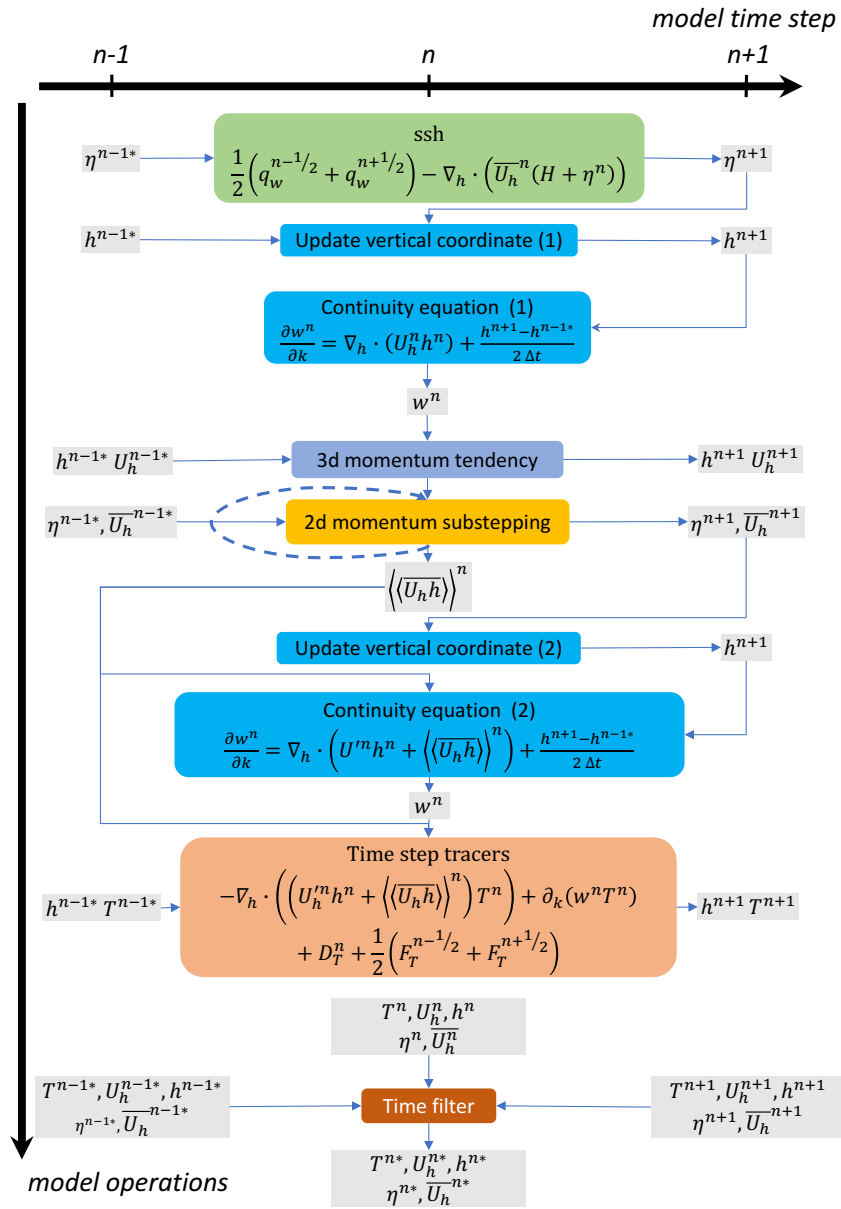 model time step
n-1 n n+1
ssh
η^{n-1*} \frac{1}{2}(q_w^{n-1/2} + q_w^{n+1/2}) − ∇_h · (\overline{U_h}^n (H + η^n)) η^{n+1}
h^{n-1*} Update vertical coordinate (1) h^{n+1}
Continuity equation (1)
\frac{∂w^n}{∂k} = ∇_h · (U_h^n h^n) + \frac{h^{n+1}−h^{n-1*}}{2 Δt}
w^n
h^{n-1*} U_h^{n-1*} 3d momentum tendency h^{n+1} U_h^{n+1}
η^{n-1*}, \overline{U_h}^{n-1*} 2d momentum substepping η^{n+1}, \overline{U_h}^{n+1}
⟨⟨\overline{U_h h}⟩⟩^n
Update vertical coordinate (2) h^{n+1}
Continuity equation (2)
\frac{∂w^n}{∂k} = ∇_h · (U'^n h^n + ⟨⟨\overline{U_h h}⟩⟩^n) + \frac{h^{n+1}−h^{n-1*}}{2 Δt}
w^n
Time step tracers
−∇_h · ((U_h'^n h^n + ⟨⟨\overline{U_h h}⟩⟩^n) T^n) + ∂_k(w^n T^n)
h^{n-1*} T^{n-1*} h^{n+1} T^{n+1}
+ D_T^n + \frac{1}{2}(F_T^{n-1/2} + F_T^{n+1/2})
T^n, U_h^n, h^n
η^n, \overline{U_h^n}
T^{n-1*}, U_h^{n-1*}, h^{n-1*} T^{n+1}, U_h^{n+1}, h^{n+1}
Time filter
η^{n-1*}, \overline{U_h}^{n-1*} η^{n+1}, \overline{U_h}^{n+1}
T^{n*}, U_h^{n*}, h^{n*}
η^{n*}, \overline{U_h}^{n*}
model operations